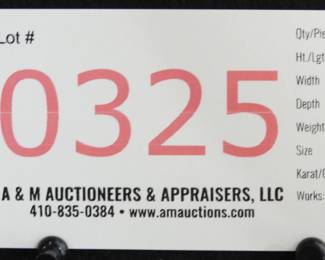 Lot #
0325
Qty/Pie
Ht./Lgt
Width
Depth
Weight
Size
Karat/
Works:
A & M AUCTIONEERS & APPRAISERS, LLC
410-835-0384 • www.amauctions.com